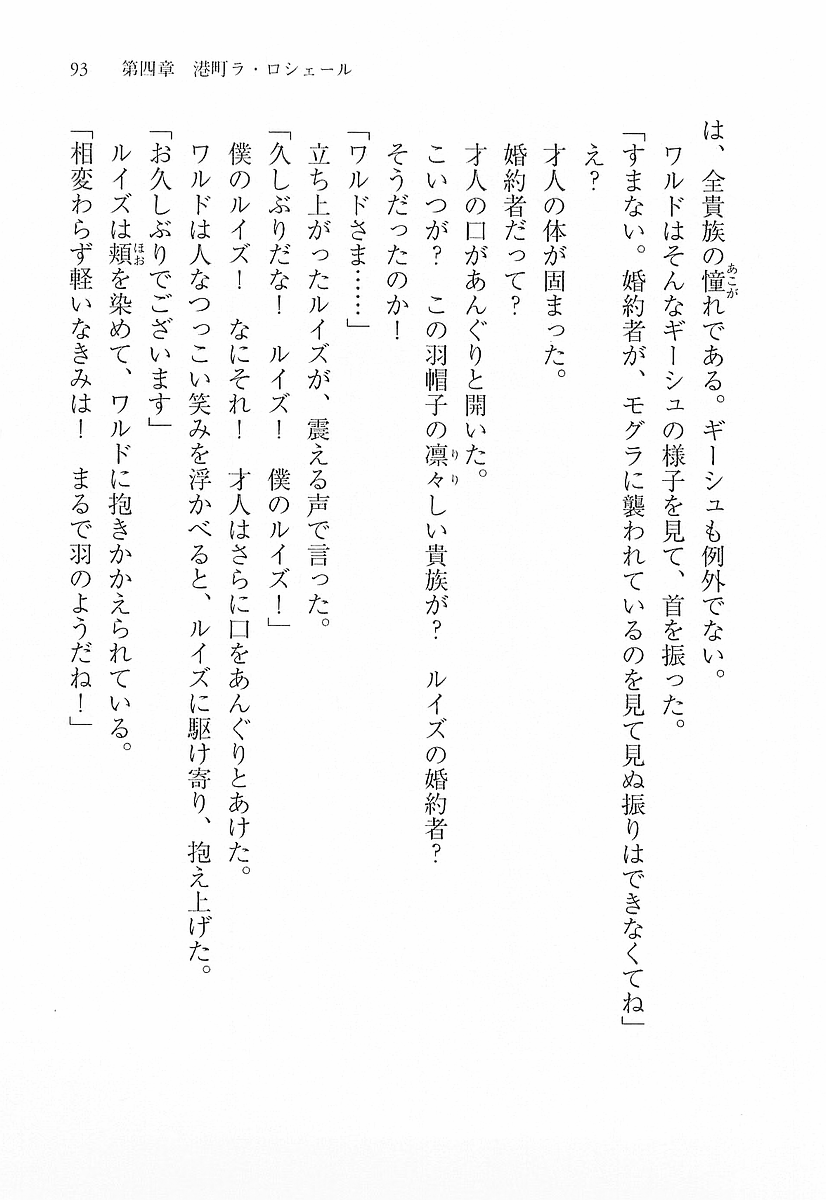 93　第四章　港町ラ・ロシェール
は、全貴族の憧れである。ギーシュも例外でない。
　ワルドはそんなギーシュの様子を見て、首を振った。
「すまない。婚約者が、モグラに襲われているのを見て見ぬ振りはできなくてね」
　え？
　才人の体が固まった。
　婚約者だって？
　才人の口があんぐりと開いた。
　こいつが？　この羽帽子の凛々しい貴族が？　ルイズの婚約者？
　そうだったのか！
「ワルドさま……」
　立ち上がったルイズが、震える声で言った。
「久しぶりだな！　ルイズ！　僕のルイズ！」
　僕のルイズ！　なにそれ！　才人はさらに口をあんぐりとあけた。
　ワルドは人なつっこい笑みを浮かべると、ルイズに駆け寄り、抱え上げた。
「お久しぶりでございます」
　ルイズは頬を染めて、ワルドに抱きかかえられている。
「相変わらず軽いなきみは！　まるで羽のようだね！」